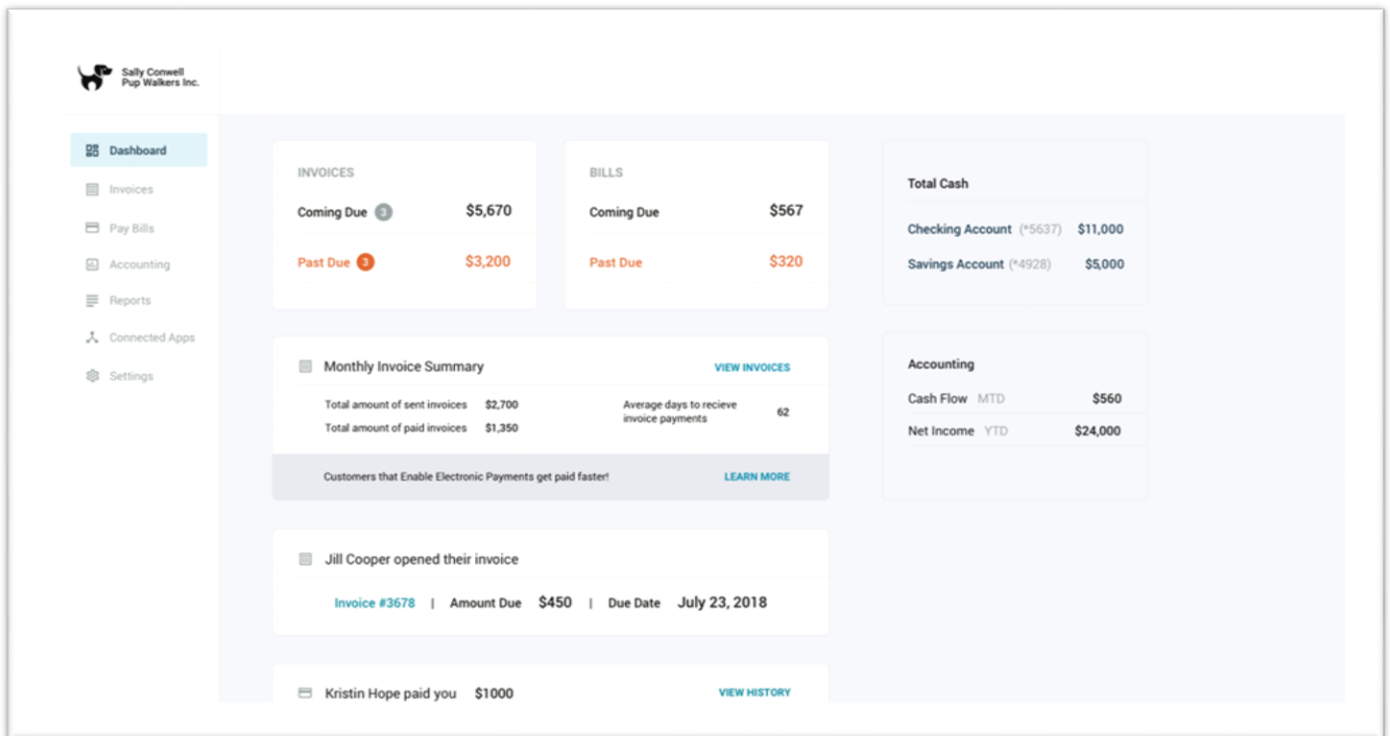 Sally Conwell
Pup Walkers Inc.
Dashboard
Invoices
Pay Bills
Accounting
Reports
Connected Apps
Settings
INVOICES
Coming Due 3 $5,670
Past Due 3 $3,200
BILLS
Coming Due $567
Past Due $320
Total Cash
Checking Account (*5637) $11,000
Savings Account (*4928) $5,000
Monthly Invoice Summary VIEW INVOICES
Total amount of sent invoices $2,700
Total amount of paid invoices $1,350
Average days to recieve
invoice payments 62
Customers that Enable Electronic Payments get paid faster! LEARN MORE
Accounting
Cash Flow MTD $560
Net Income YTD $24,000
Jill Cooper opened their invoice
Invoice #3678 | Amount Due $450 | Due Date July 23, 2018
Kristin Hope paid you $1000 VIEW HISTORY